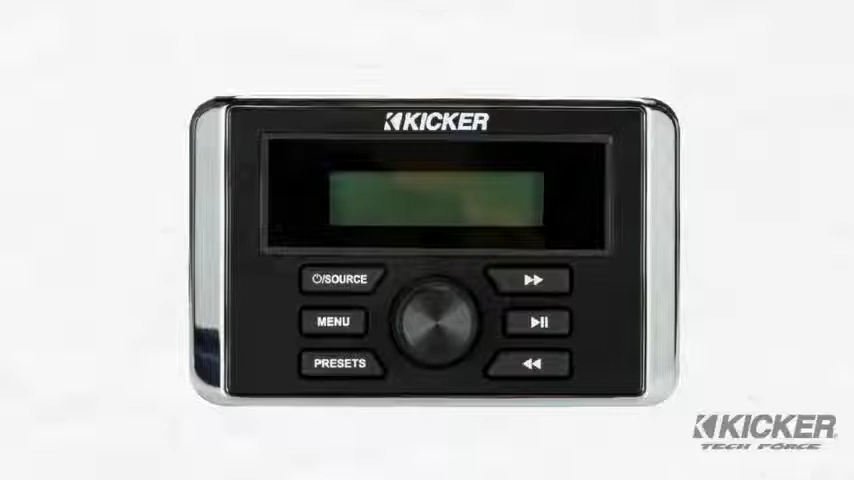 KICKER
⏻/SOURCE
MENU
PRESETS
KICKER
TECH FORCE